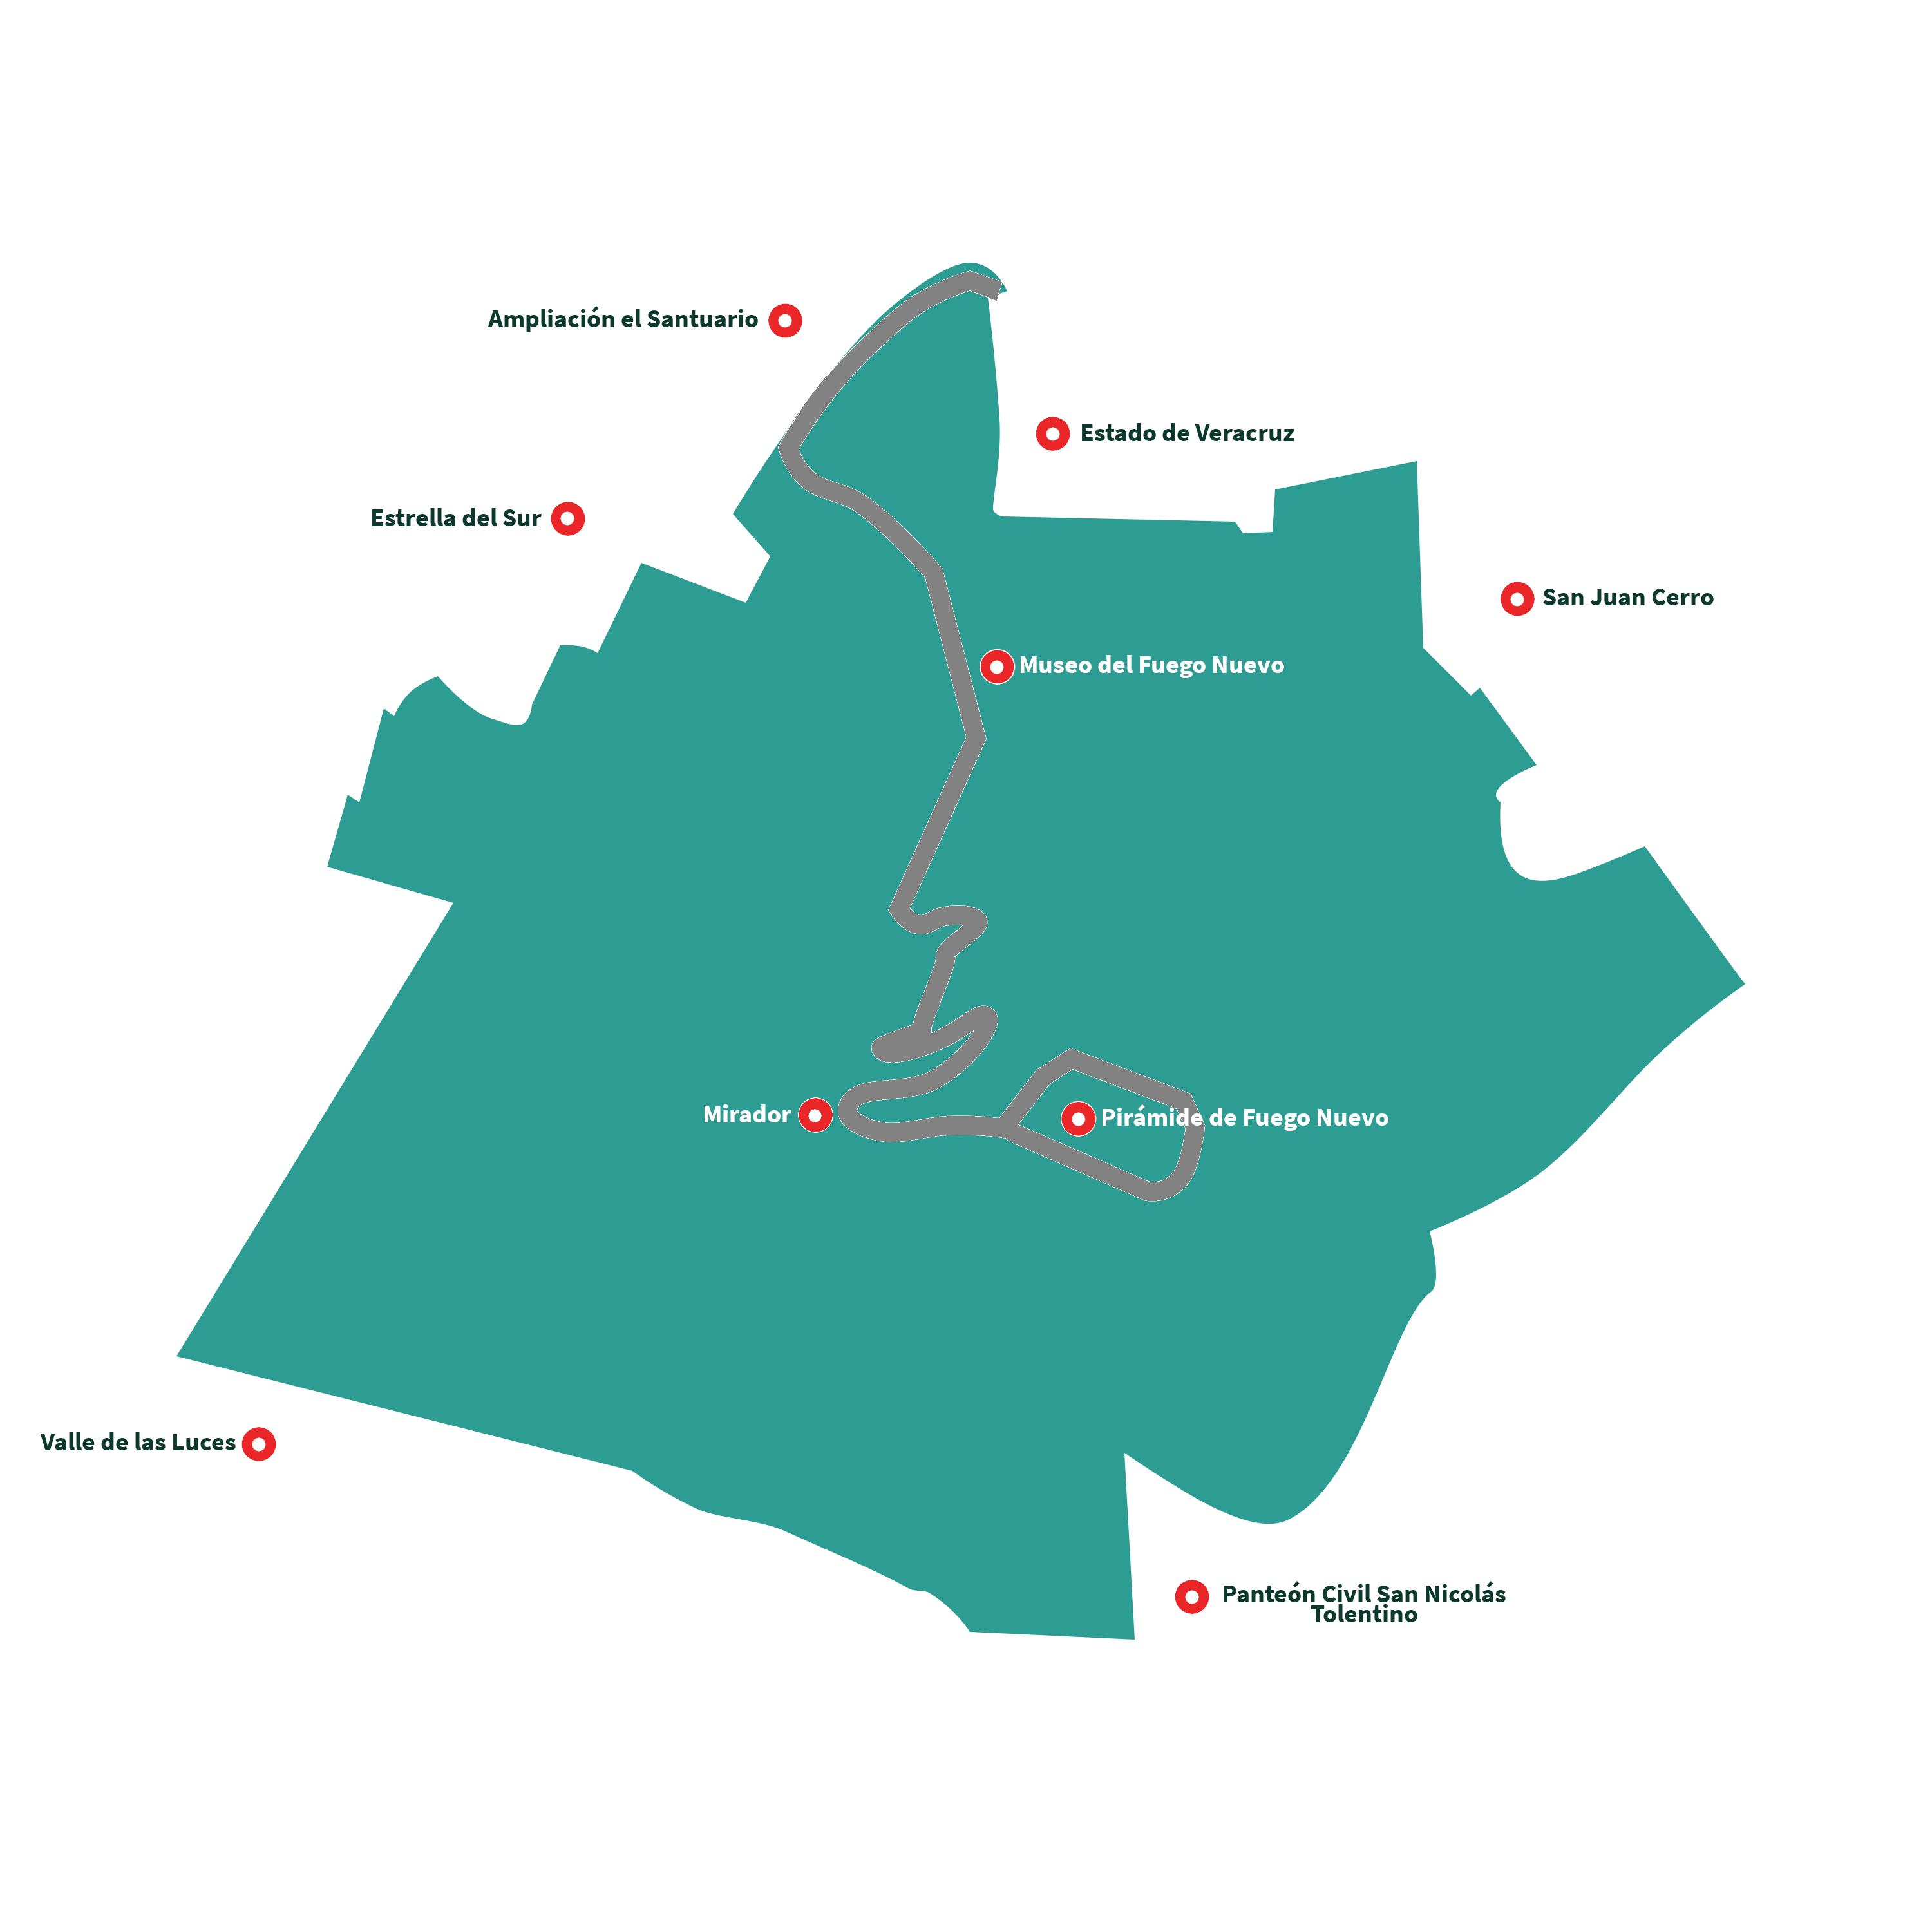 Ampliación el Santuario
Estado de Veracruz
Estrella del Sur
San Juan Cerro
Museo del Fuego Nuevo
Mirador
Pirámide de Fuego Nuevo
Valle de las Luces
Panteón Civil San Nicolás
Tolentino